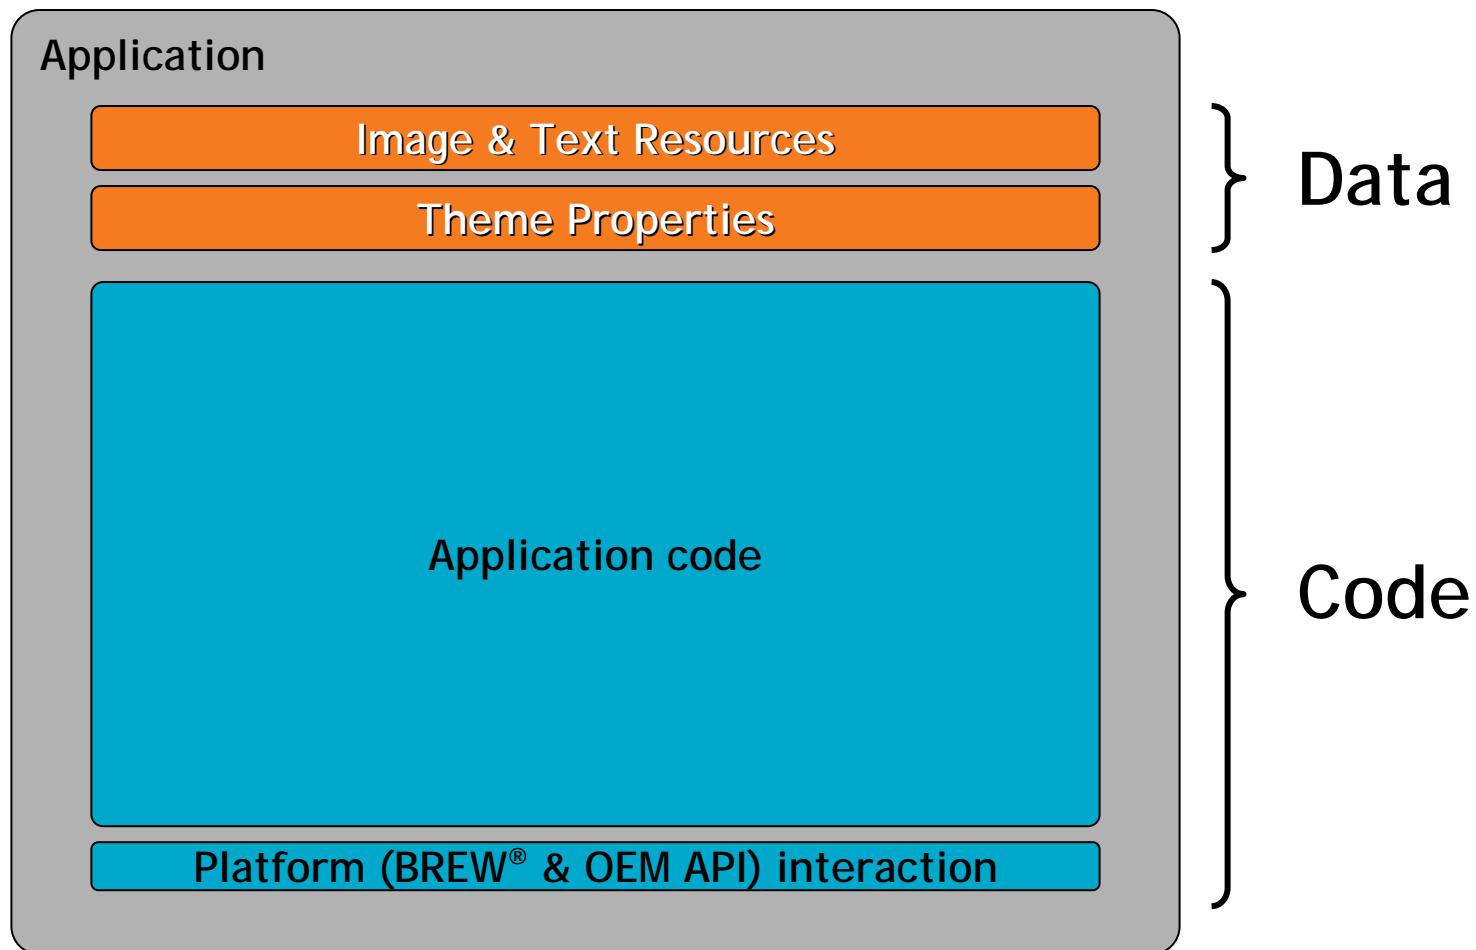 Application
Image & Text Resources
Theme Properties
Data
Application code
Code
Platform (BREW® & OEM API) interaction